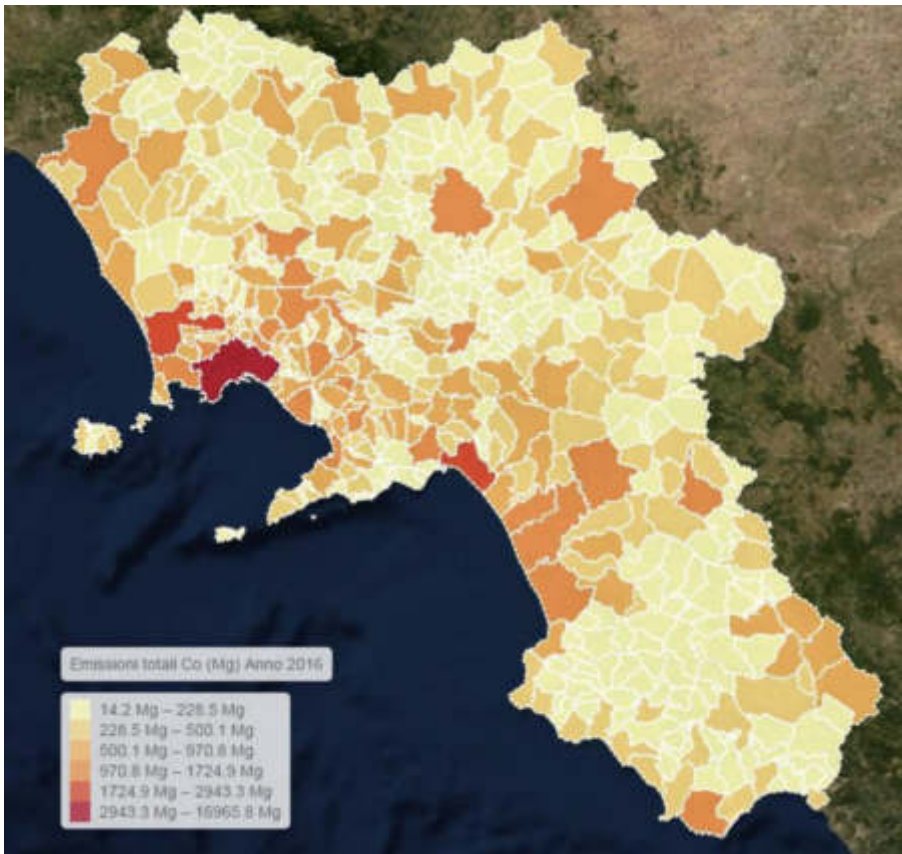 Emissioni totali Co (Mg) Anno 2016
14.2 Mg – 228.5 Mg
228.5 Mg – 500.1 Mg
500.1 Mg – 970.8 Mg
970.8 Mg – 1724.9 Mg
1724.9 Mg – 2943.3 Mg
2943.3 Mg – 16965.8 Mg